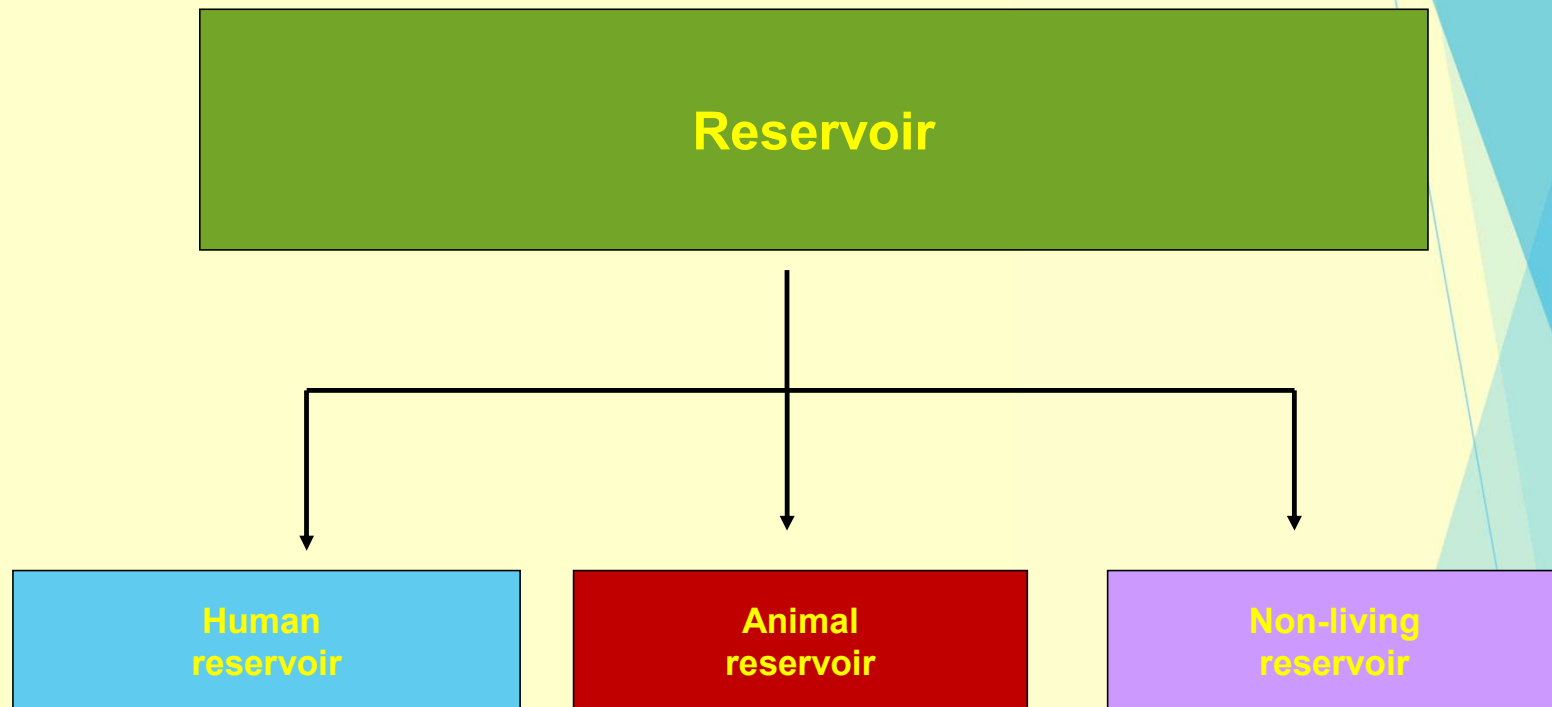 Reservoir
Human
reservoir
Animal
reservoir
Non-living
reservoir